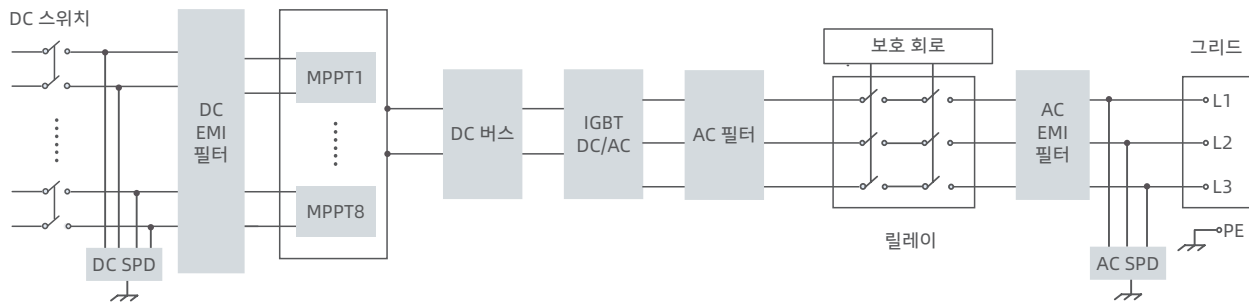 DC 스위치
DC SPD
DC
EMI
필터
MPPT1
MPPT8
DC 버스
IGBT
DC/AC
AC 필터
보호 회로
릴레이
AC
EMI
필터
AC SPD
그리드
L1
L2
L3
PE